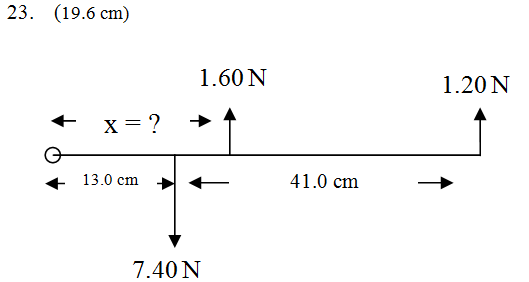 23. (19.6 cm)
1.60 N
1.20 N
x = ?
13.0 cm
41.0 cm
7.40 N